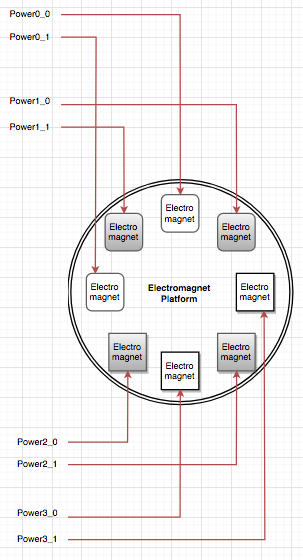 Power0_0
Power0_1
Power1_0
Power1_1
Electro
magnet
Electro
magnet
Electro
magnet
Electro
magnet
Electromagnet
Platform
Electro
magnet
Electro
magnet
Electro
magnet
Electro
magnet
Power2_0
Power2_1
Power3_0
Power3_1